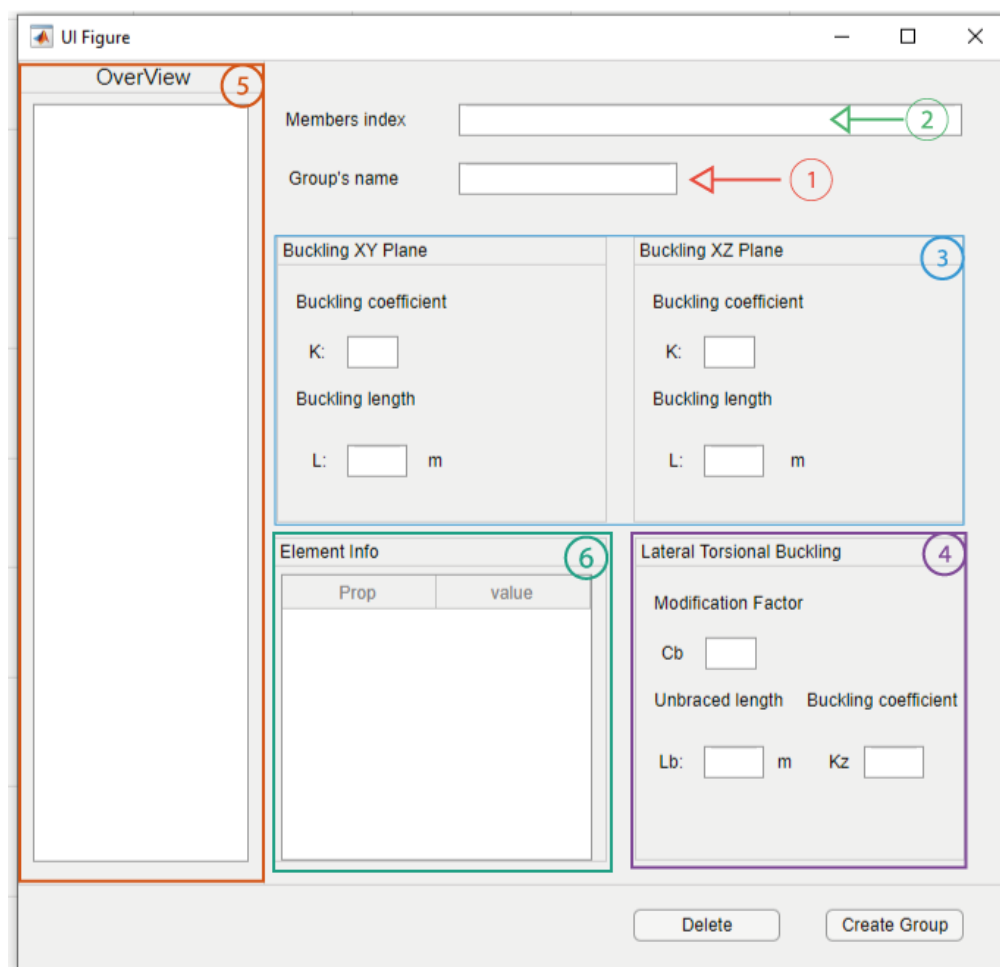 UI Figure
OverView
5
Members index
2
Group's name
1
Buckling XY Plane
Buckling XZ Plane
3
Buckling coefficient
Buckling coefficient
K:
K:
Buckling length
Buckling length
L: m
L: m
Element Info
6
Lateral Torsional Buckling
4
Prop value
Modification Factor
Cb
Unbraced length Buckling coefficient
Lb: m Kz
Delete
Create Group